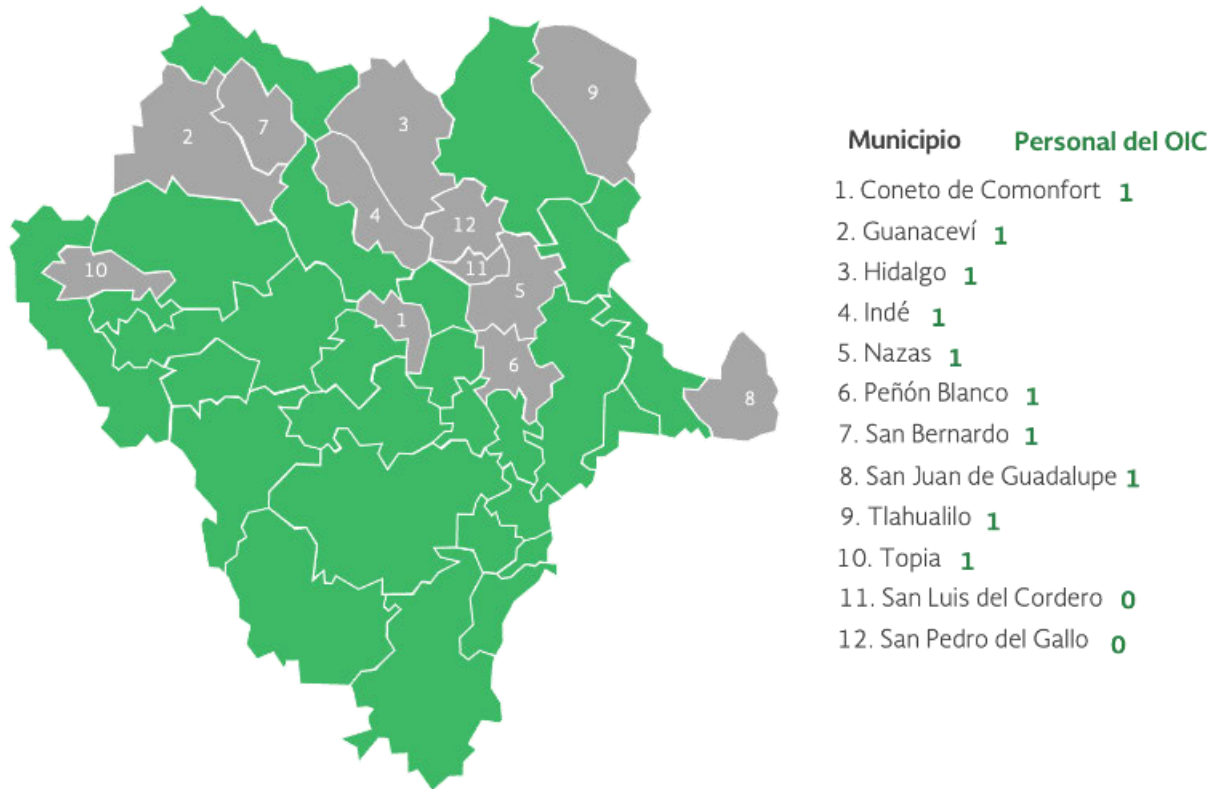 9
3
2
7
4
12
11
10
5
1
6
8
Municipio Personal del OIC
1. Coneto de Comonfort 1
2. Guanaceví 1
3. Hidalgo 1
4. Indé 1
5. Nazas 1
6. Peñón Blanco 1
7. San Bernardo 1
8. San Juan de Guadalupe 1
9. Tlahualilo 1
10. Topia 1
11. San Luis del Cordero 0
12. San Pedro del Gallo 0